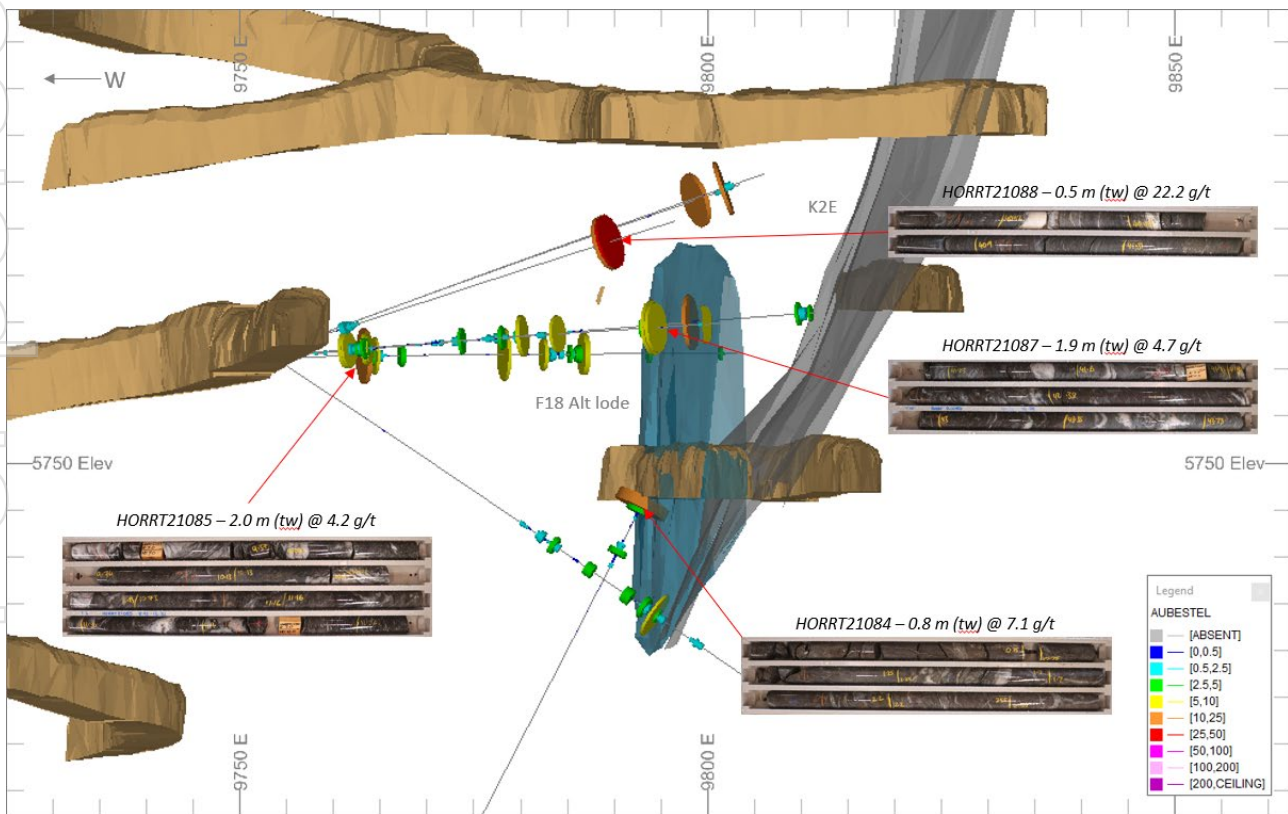 W
9750 E
9800 E
9850 E
HORRT21088 – 0.5 m (tw) @ 22.2 g/t
K2E
HORRT21087 – 1.9 m (tw) @ 4.7 g/t
F18 Alt lode
5750 Elev
5750 Elev
HORRT21085 – 2.0 m (tw) @ 4.2 g/t
HORRT21084 – 0.8 m (tw) @ 7.1 g/t
9750 E
9800 E
Legend
AUBESTEL
[ABSENT]
[0,0.5]
[0.5,2.5]
[2.5,5]
[5,10]
[10,25]
[25,50]
[50,100]
[100,200]
[200,CEILING]